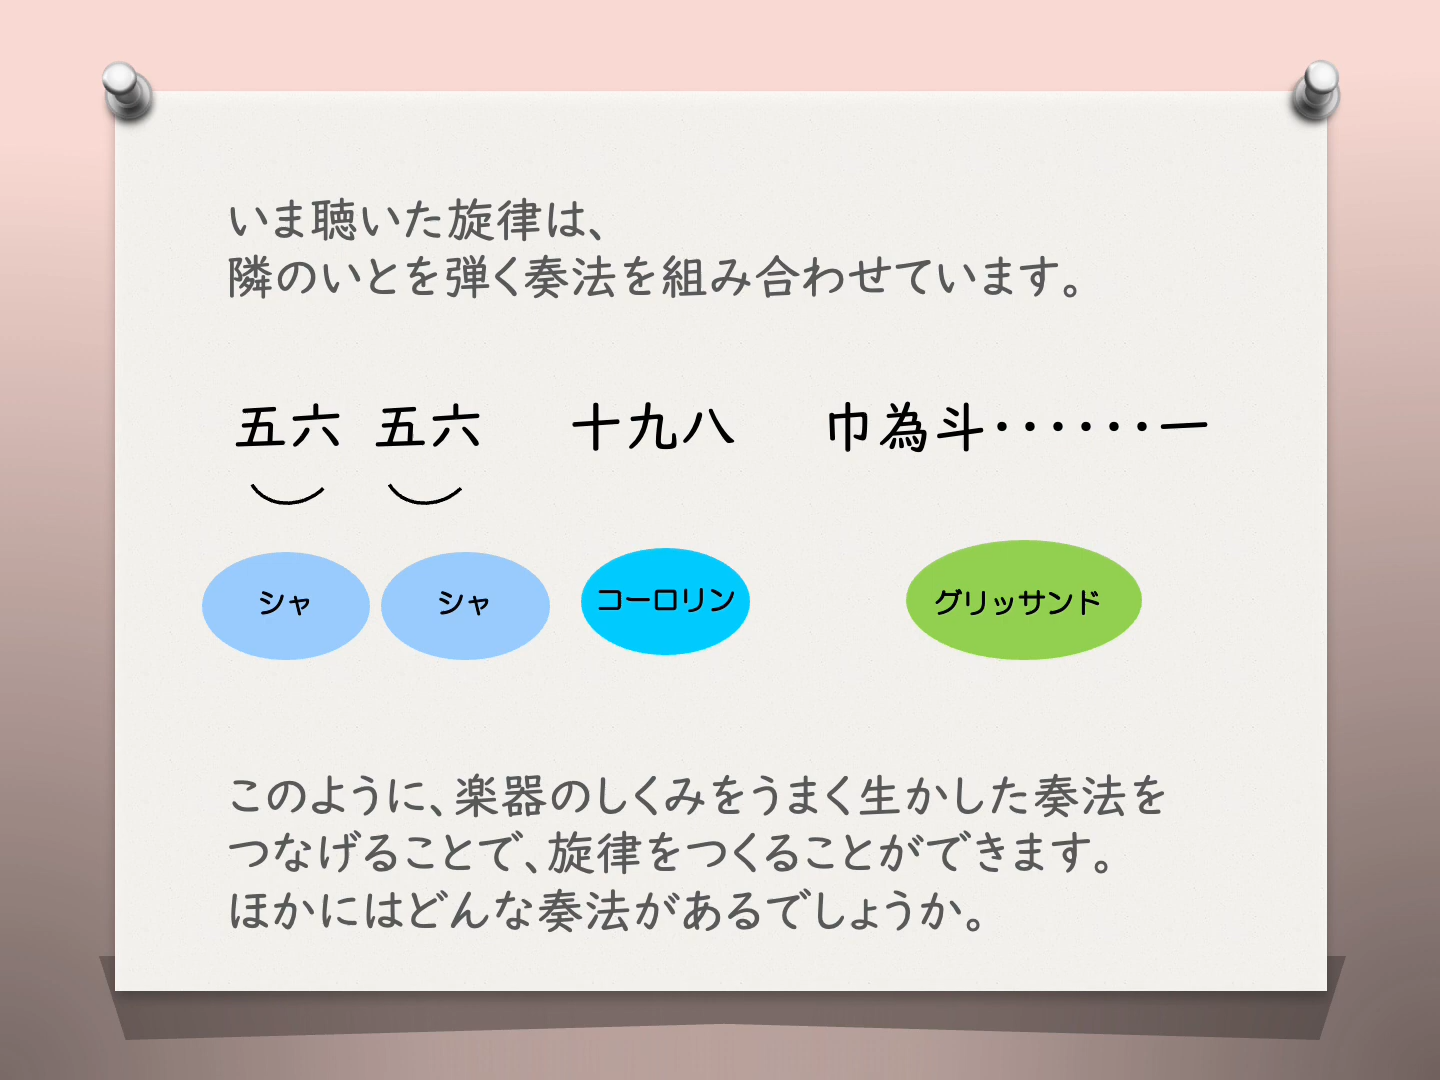 いま聴いた旋律は、
隣のいとを弾く奏法を組み合わせています。
五六 五六 十九八 巾為斗・・・・・・一
シャ シャ コーロリン グリッサンド
このように、楽器のしくみをうまく生かした奏法を
つなげることで、旋律をつくることができます。
ほかにはどんな奏法があるでしょうか。